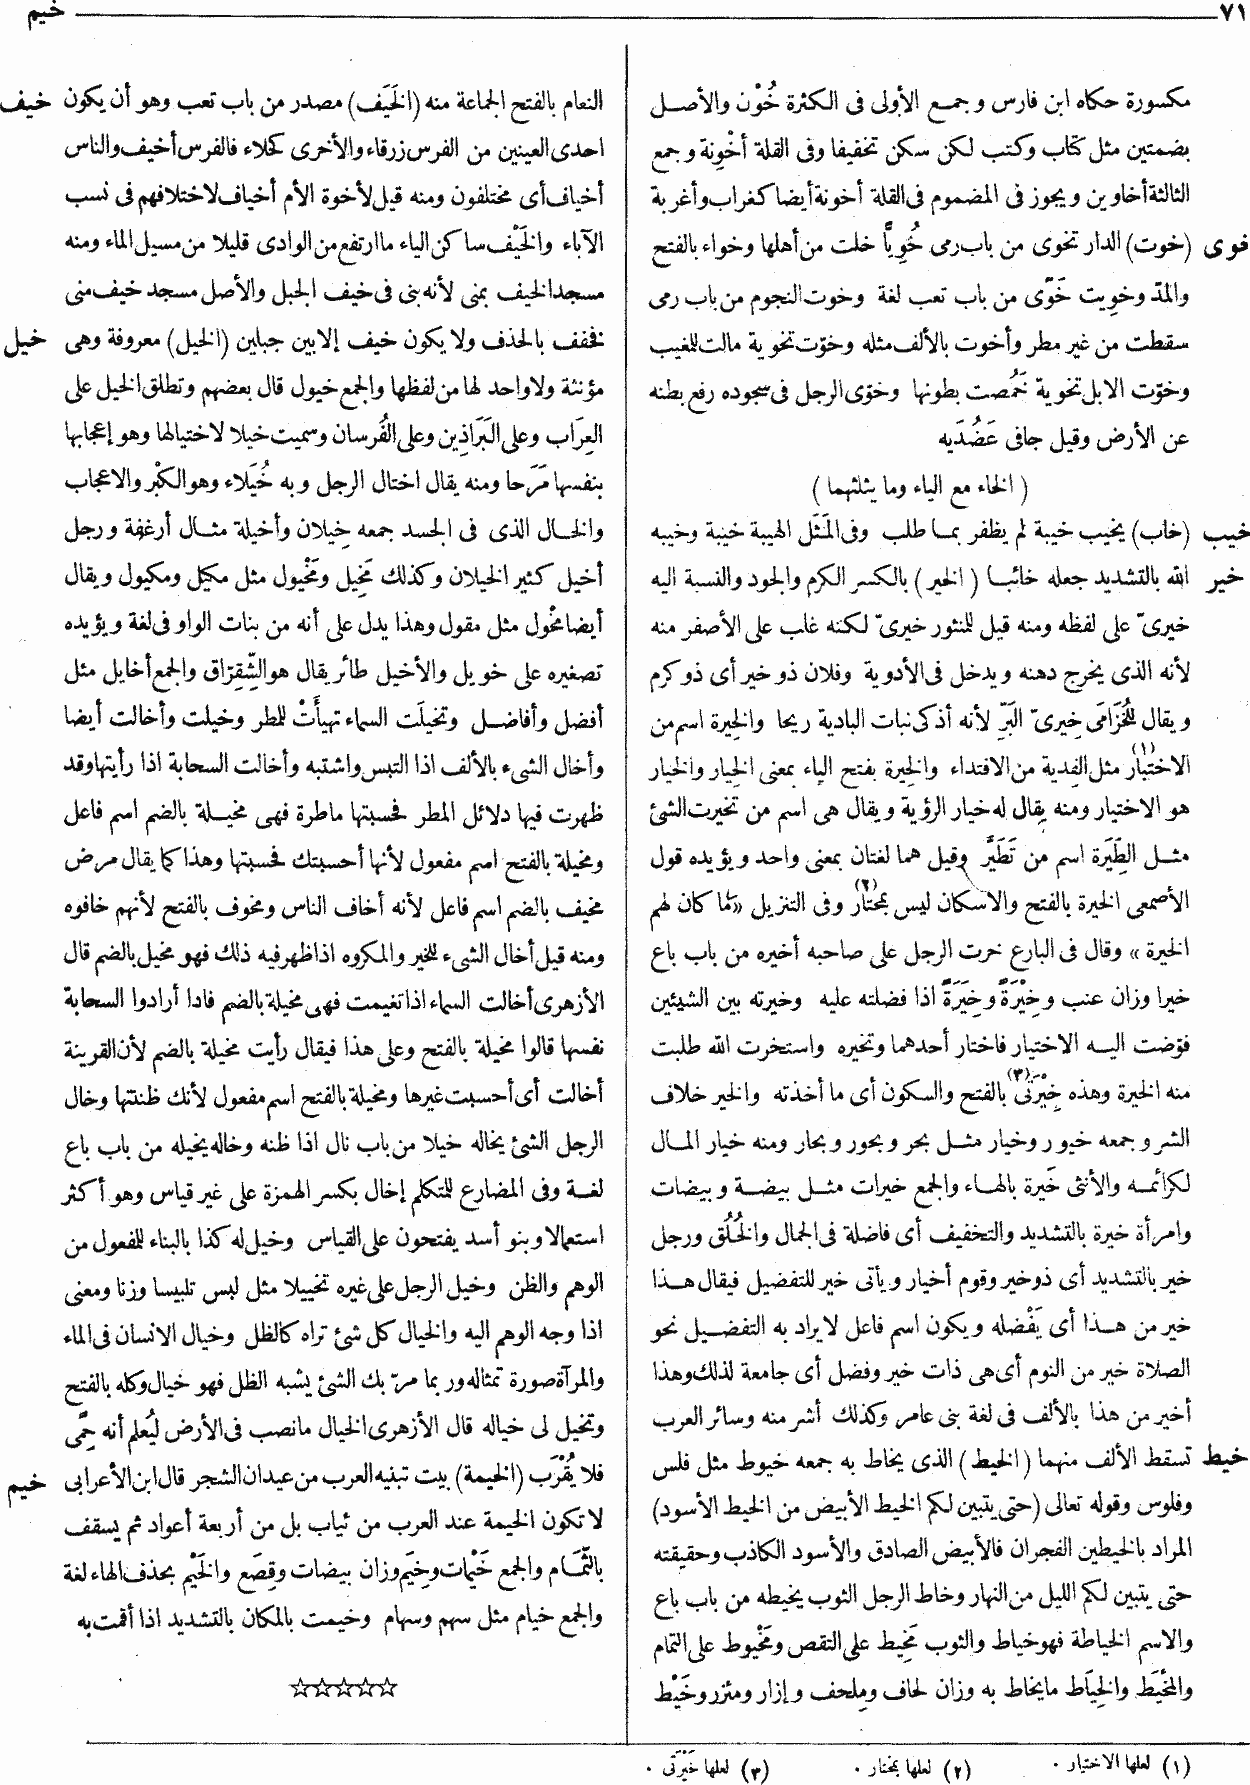 ٧١
خيم
مكسورة حكاه ابن فارس وجمع الأولى فى الكثرة خُوْن والأصل
بضمتين مثل كتاب وكتب لكن سكن تخفيفا وفى القلة أخْوِنة وجمع
الثالثة أخاوين ويجوز فى المضموم فى القلة أخونة أيضا كغراب وأغربة
خوى (خوت) الدار تخوى من باب رمى خُوِيًّا خلت من أهلها وخواء بالفتح
والمدّ وخوِيت خَوًى من باب تعب لغة وخوت النجوم من باب رمى
سقطت من غير مطر وأخوت بالألف مثله وخوّت تخوية مالت للمغيب
وخوّت الابل تخوية خَمُصت بطونها وخوّى الرجل فى سجوده رفع بطنه
عن الأرض وقيل جافى عَضُدَيه
( الخاء مع الياء وما يثلثهما )
خيب (خاب) يخيب خيبة لم يظفر بما طلب وفى المَثَل الهيبة خيبة وخيبه
خير الله بالتشديد جعله خائبا ( الخير ) بالكسر الكرم والجود والنسبة اليه
خيرىّ على لفظه ومنه قيل للمنثور خيرىّ لكنه غلب على الأصفر منه
لأنه الذى يخرج دهنه ويدخل فى الأدوية وفلان ذو خير أى ذو كرم
ويقال للخُزَامَى خِيرىّ البَرِّ لأنه أذكى نبات البادية ريحا والخِيرة اسم من
الاختبار(١) مثل الفِدية من الافتداء والخِيرة بفتح الياء بمعنى الخِيار والخيار
هو الاختيار ومنه يقال له خيار الرؤية ويقال هى اسم من تخيرت الشئ
مثل الطِّيَرة اسم من تَطَيَّر وقيل هما لغتان بمعنى واحد ويؤيده قول
الأصمعى الخيرة بالفتح والاسكان ليس بمختار(٢) وفى التنزيل « ما كان لهم
الخيرة » وقال فى البارع خرت الرجل على صاحبه أخيره من باب باع
خيرا وزان عنب وخِيْرَةً وخِيَرَةً اذا فضلته عليه وخيرته بين الشيئين
فوّضت اليه الاختيار فاختار أحدهما وتخيره واستخرت الله طلبت
منه الخيرة وهذه خِيْرَتى(٣) بالفتح والسكون أى ما أخذته والخير خلاف
الشر وجمعه خيور وخيار مثل بحر وبحور وبحار ومنه خيار المال
لكرائمه والأنثى خَيرة بالهاء والجمع خيرات مثل بيضة وبيضات
وامرأة خيرة بالتشديد والتخفيف أى فاضلة فى الجمال والخُلُق ورجل
خير بالتشديد أى ذو خير وقوم أخيار ويأتى خير للتفضيل فيقال هذا
خير من هذا أى يَفْضله ويكون اسم فاعل لا يراد به التفضيل نحو
الصلاة خير من النوم أى هى ذات خير وفضل أى جامعة لذلك وهذا
أخير من هذا بالألف فى لغة بنى عامر وكذلك أشر منه وسائر العرب
خيط تسقط الألف منهما ( الخيط ) الذى يخاط به جمعه خيوط مثل فلس
وفلوس وقوله تعالى (حتى يتبين لكم الخيط الأبيض من الخيط الأسود)
المراد بالخيطين الفجران فالأبيض الصادق والأسود الكاذب وحقيقته
حتى يتبين لكم الليل من النهار وخاط الرجل الثوب يخيطه من باب باع
والاسم الخياطة فهو خياط والثوب مَخِيط على النقص ومَخْيوط على التمام
والمِخْيَط والخِيَاط ما يخاط به وزان لحاف ومِلحف وإزار ومئزر وخَيْط
النعام بالفتح الجماعة منه (الخَيَف) مصدر من باب تعب وهو أن يكون خيف
احدى العينين من الفرس زرقاء والأخرى كحلاء فالفرس أخيف والناس
أخياف أى مختلفون ومنه قيل لأخوة الأم أخياف لاختلافهم فى نسب
الآباء والخَيْف ساكن الياء ما ارتفع من الوادى قليلا من مسيل الماء ومنه
مسجد الخيف بمنى لأنه بنى فى خيف الجبل والأصل مسجد خيف منى
فخفف بالحذف ولا يكون خيف إلا بين جبلين (الخيل) معروفة وهى خيل
مؤنثة ولا واحد لها من لفظها والجمع خيول قال بعضهم وتطلق الخيل على
العِرَاب وعلى البَرَاذِين وعلى الفُرسان وسميت خيلا لاختيالها وهو إعجابها
بنفسها مَرَحا ومنه يقال اختال الرجل وبه خُيَلاء وهو الكِبْر والاعجاب
والخال الذى فى الجسد جمعه خِيلان وأخيلة مثال أرغفة ورجل
أخيل كثير الخيلان وكذلك مَخِيل ومَخْيول مثل مكيل ومكيول ويقال
أيضا مَخُول مثل مقول وهذا يدل على أنه من بنات الواو فى لغة ويؤيده
تصغيره على خويل والأخيل طائر يقال هو الشِّقِرَّاق والجمع أخايل مثل
أفضل وأفاضل وتخيلَت السماء تهيأَتْ للمطر وخيلت وأخالت أيضا
وأخال الشىء بالألف اذا التبس واشتبه وأخالت السحابة اذا رأيتها وقد
ظهرت فيها دلائل المطر فحسبتها ماطرة فهى مخيلة بالضم اسم فاعل
ومخيلة بالفتح اسم مفعول لأنها أحسبتك فحسبتها وهذا كما يقال مرض
مخيف بالضم اسم فاعل لأنه أخاف الناس ومخوف بالفتح لأنهم خافوه
ومنه قيل أخال الشىء للخير والمكروه اذا ظهر فيه ذلك فهو مخيل بالضم قال
الأزهرى أخالت السماء اذا تغيمت فهى مخيلة بالضم فاذا أرادوا السحابة
نفسها قالوا مخيلة بالفتح وعلى هذا فيقال رأيت مخيلة بالضم لأن القرينة
أخالت أى أحسبت غيرها ومخيلة بالفتح اسم مفعول لأنك ظننتها وخال
الرجل الشئ يخاله خيلا من باب نال اذا ظنه وخاله يخيله من باب باع
لغة وفى المضارع للمتكلم إخال بكسر الهمزة على غير قياس وهو أكثر
استعمالا وبنو أسد يفتحون على القياس وخيل له كذا بالبناء للمفعول من
الوهم والظن وخيل الرجل على غيره تخييلا مثل لبس تلبيسا وزنا ومعنى
اذا وجه الوهم اليه والخيال كل شئ تراه كالظل وخيال الانسان فى الماء
والمرآة صورة تمثاله وربما مرّ بك الشئ يشبه الظل فهو خيال وكله بالفتح
وتخيل لى خياله قال الأزهرى الخيال ما نصب فى الأرض ليُعلم أنه حِمًى
فلا يُقْرَب (الخيمة) بيت تبنيه العرب من عيدان الشجر قال ابن الأعرابى خيم
لا تكون الخيمة عند العرب من ثياب بل من أربعة أعواد ثم يسقف
بالثُّمَام والجمع خَيْمات وخِيَم وزان بيضات وقِصَع والخَيْم بحذف الهاء لغة
والجمع خيام مثل سهم وسهام وخيمت بالمكان بالتشديد اذا أقمت به
☆☆☆☆☆
(١) لعلها الاختيار . (٢) لعلها بمختار . (٣) لعلها خَيْرَتى .